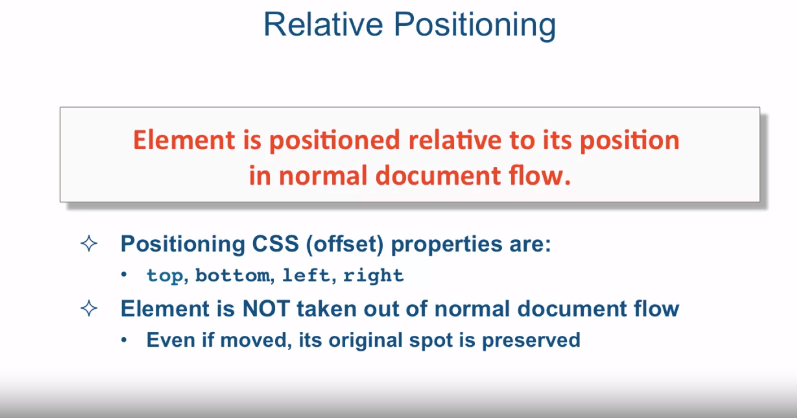 Relative Positioning
Element is positioned relative to its position
in normal document flow.
✧ Positioning CSS (offset) properties are:
• top, bottom, left, right
✧ Element is NOT taken out of normal document flow
• Even if moved, its original spot is preserved